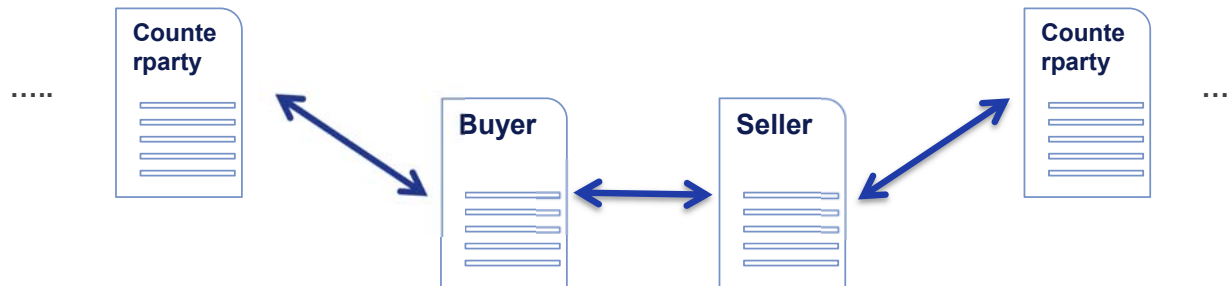 Counte
rparty
Counte
rparty
.....
...
Buyer
Seller